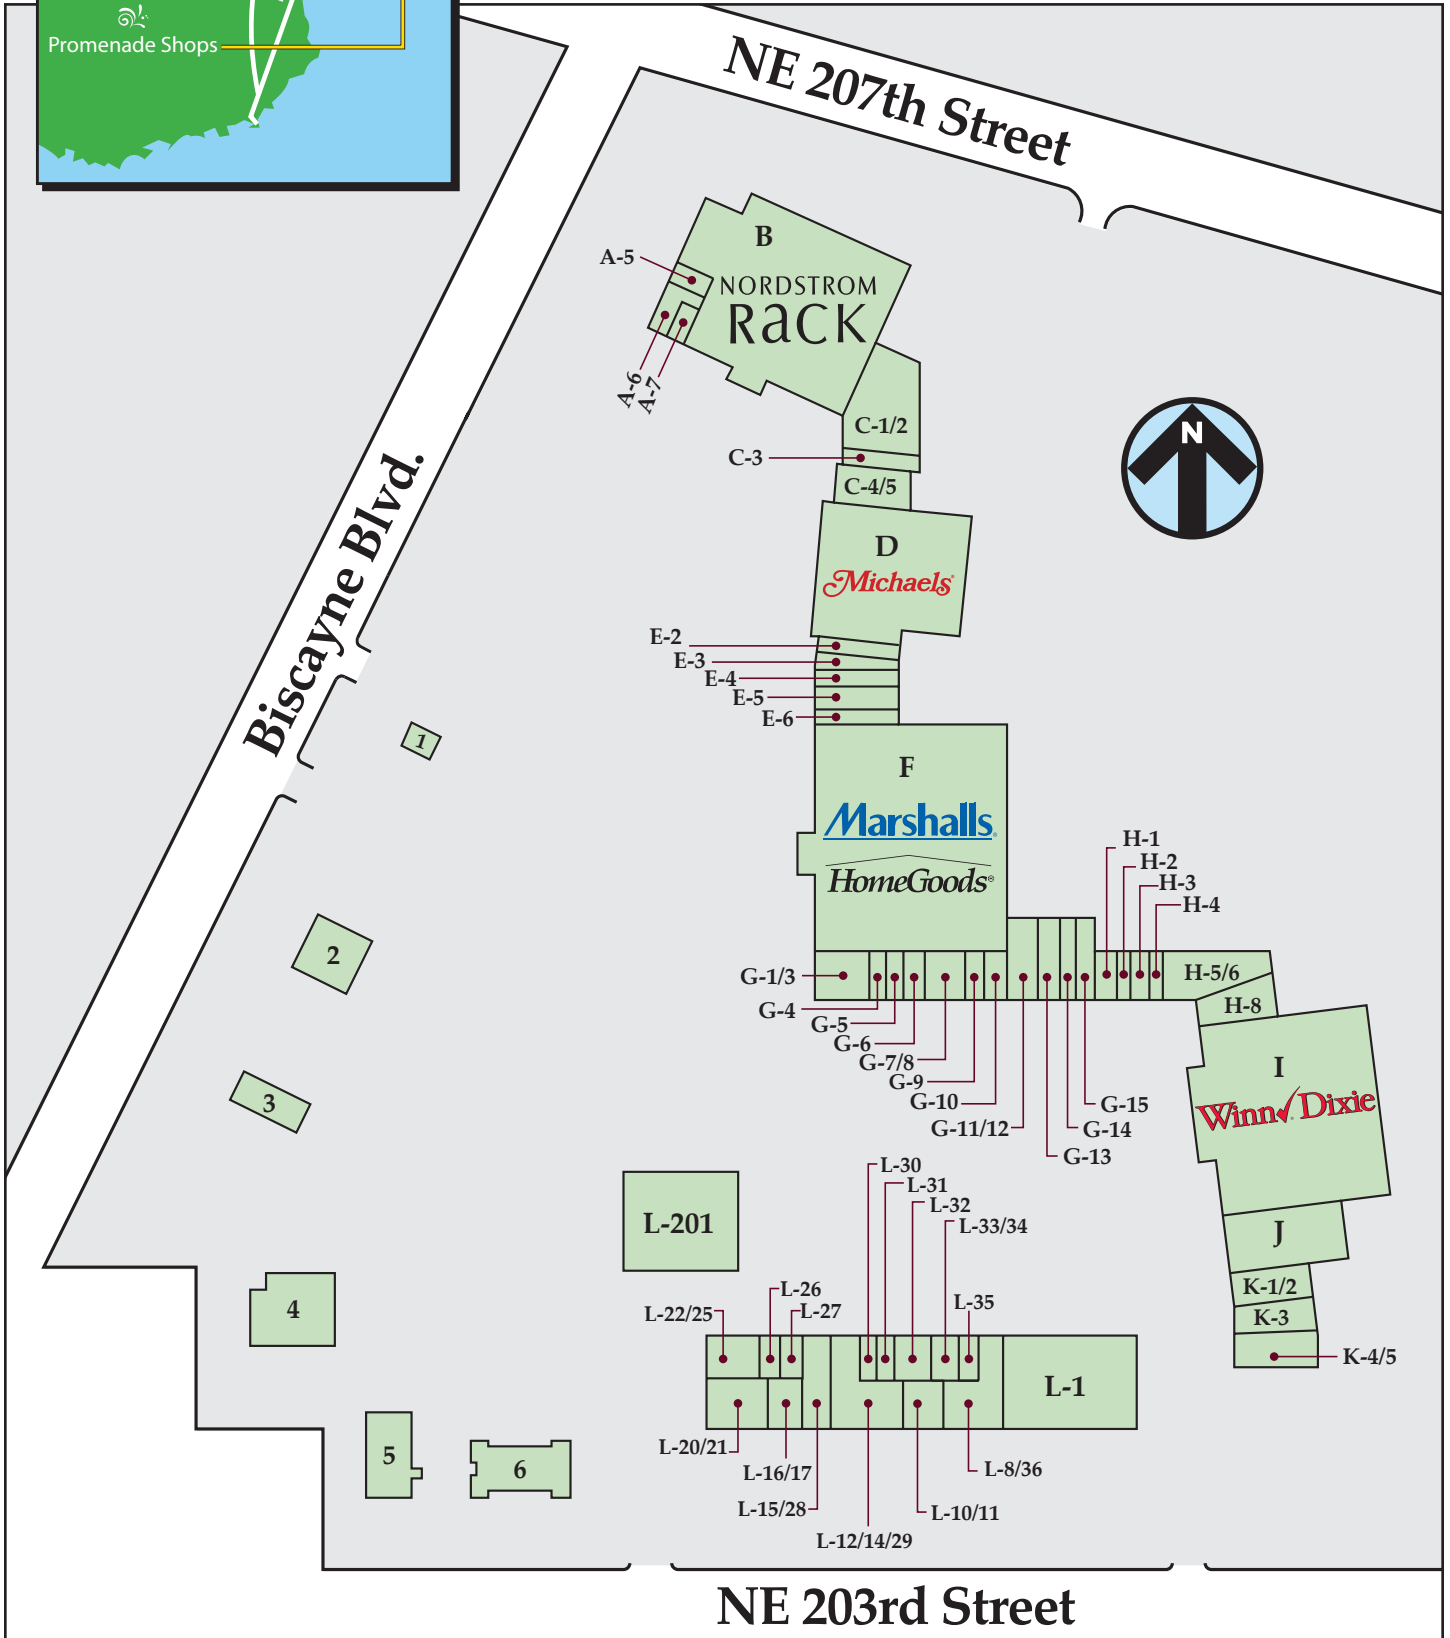 Promenade Shops
NE 207th Street
B
A-5
NORDSTROM
Rack
A-6
A-7
C-1/2
C-3
N
C-4/5
Biscayne Blvd.
D
Michaels
E-2
E-3
E-4
E-5
E-6
1
F
Marshalls
HomeGoods®
H-1
H-2
H-3
H-4
2
G-1/3
H-5/6
G-4
H-8
G-5
G-6
G-7/8
G-9
I
G-10
G-15
Winn Dixie
3
G-11/12
G-14
G-13
L-30
L-31
L-32
L-201
L-33/34
J
L-26
K-1/2
4
L-22/25
L-27
L-35
K-3
K-4/5
L-1
L-20/21
5
6
L-16/17
L-8/36
L-15/28
L-10/11
L-12/14/29
NE 203rd Street